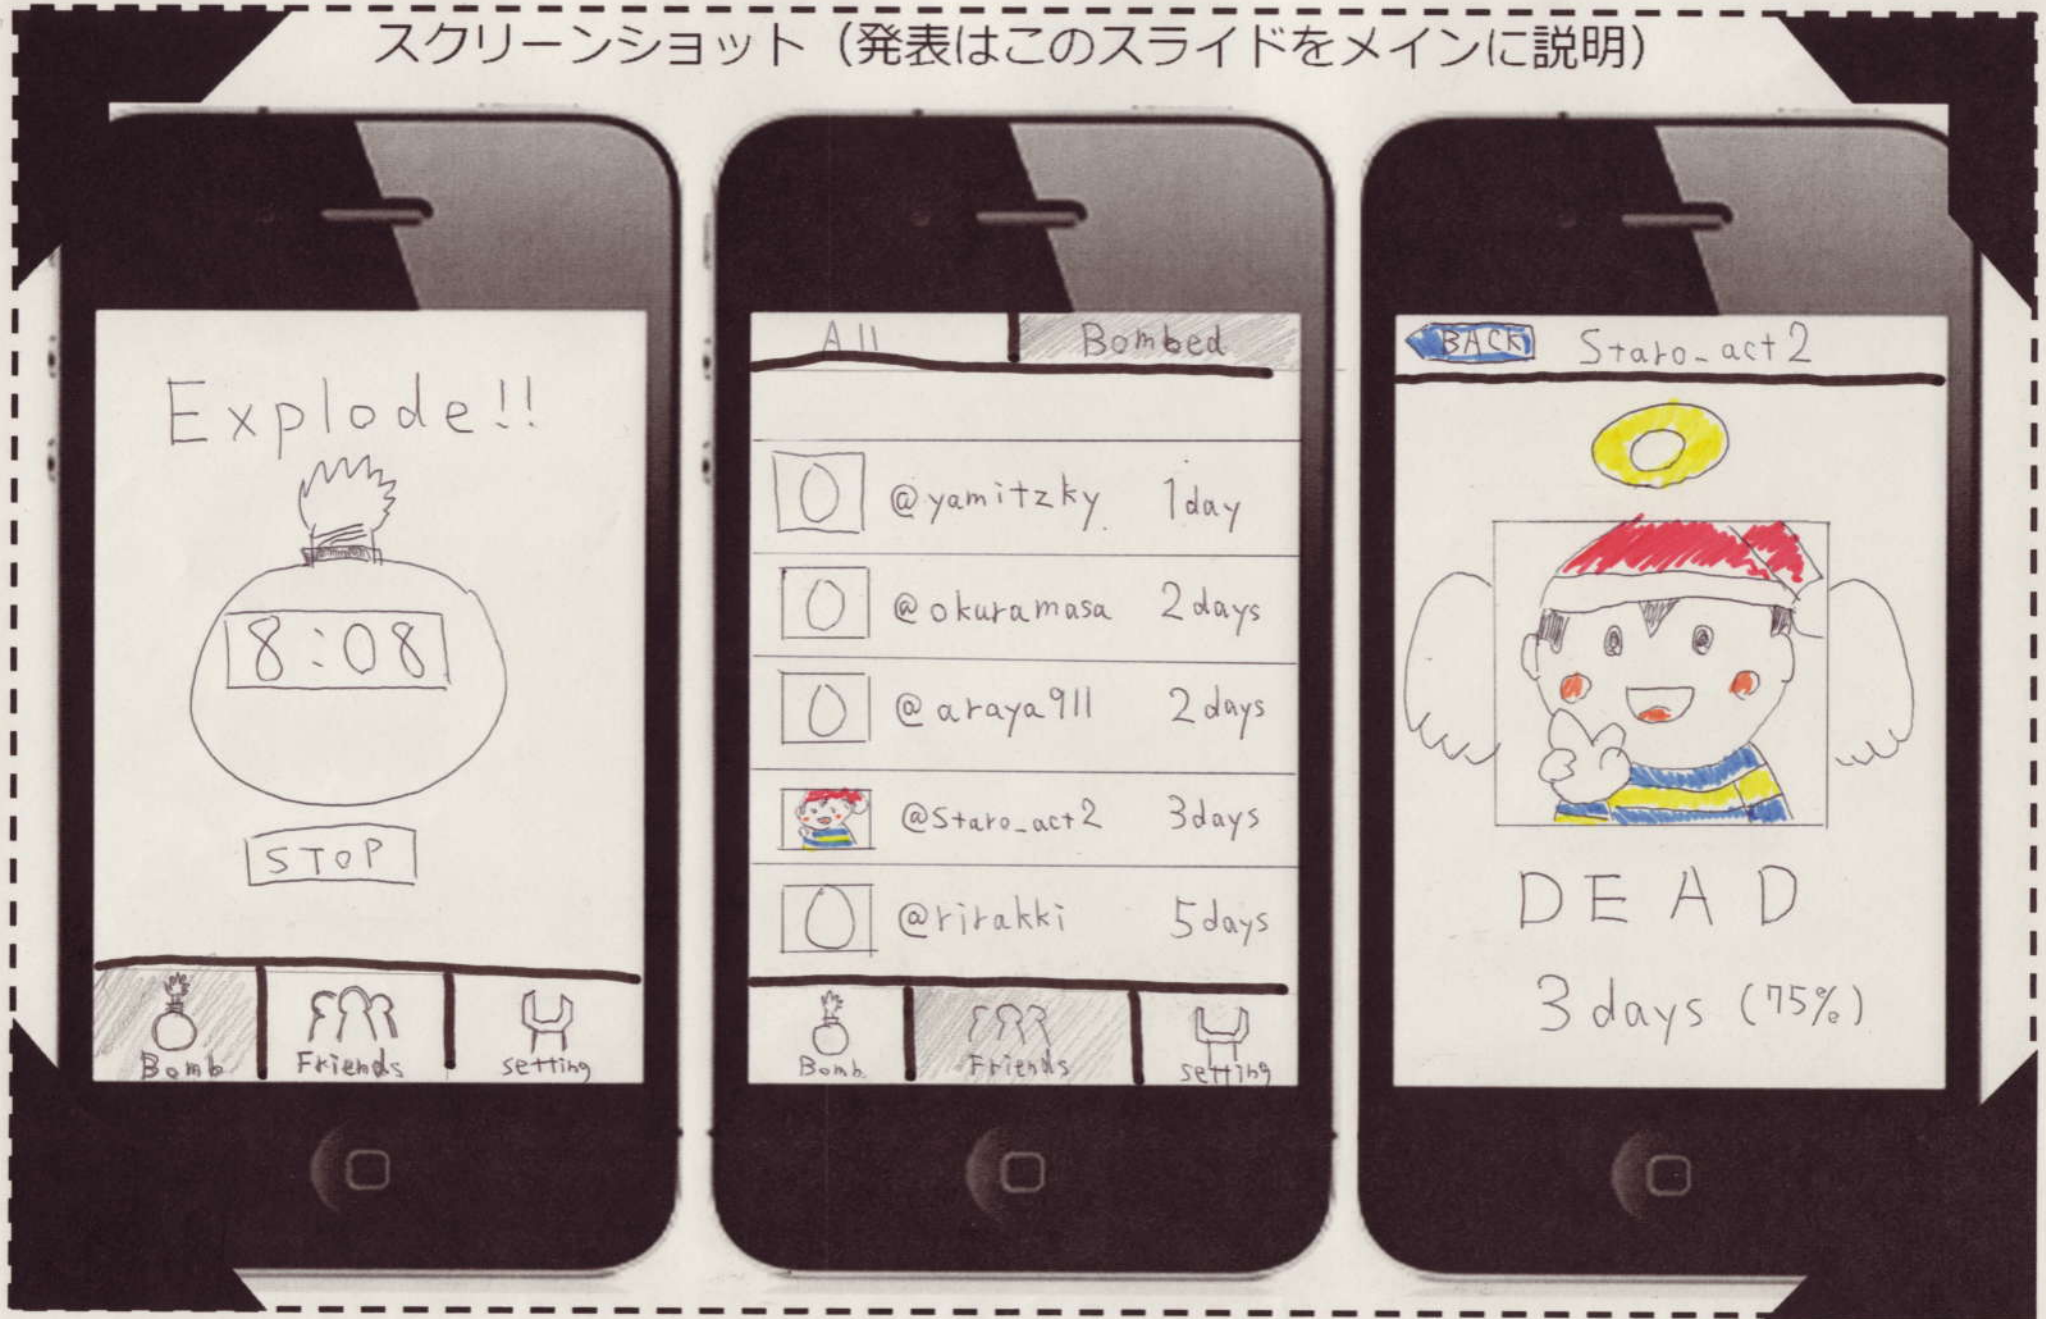 スクリーンショット（発表はこのスライドをメインに説明）
Explode!!
8:08
STOP
Bomb
Friends
setting
All
Bombed
@yamitzky 1day
@okuramasa 2days
@araya911 2days
@Staro_act2 3days
@rirakki 5days
Bomb
Friends
setting
BACK
Staro_act2
DEAD
3days (75%)